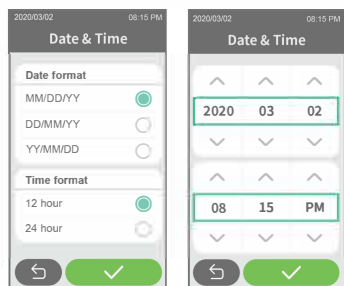 2020/03/02 08:15 PM
Date & Time
Date format
MM/DD/YY
DD/MM/YY
YY/MM/DD
Time format
12 hour
24 hour
2020/03/02 08:15 PM
Date & Time
2020 03 02
08 15 PM